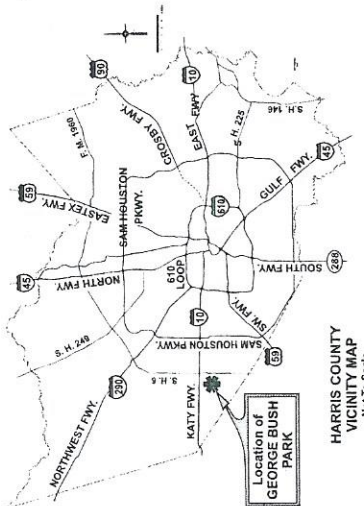 90
F.M. 1960
CROSBY FWY.
10
EAST FWY.
S.H. 146
59
EASTEX FWY.
SAM HOUSTON
PKWY.
S.H. 225
610
GULF FWY.
45
45
NORTH FWY.
610
LOOP
SOUTH FWY.
288
S.H. 249
10
SW. FWY.
SAM HOUSTON PKWY.
59
290
NORTHWEST FWY.
S.H. 6
KATY FWY.
Location of
GEORGE BUSH
PARK
HARRIS COUNTY
VICINITY MAP